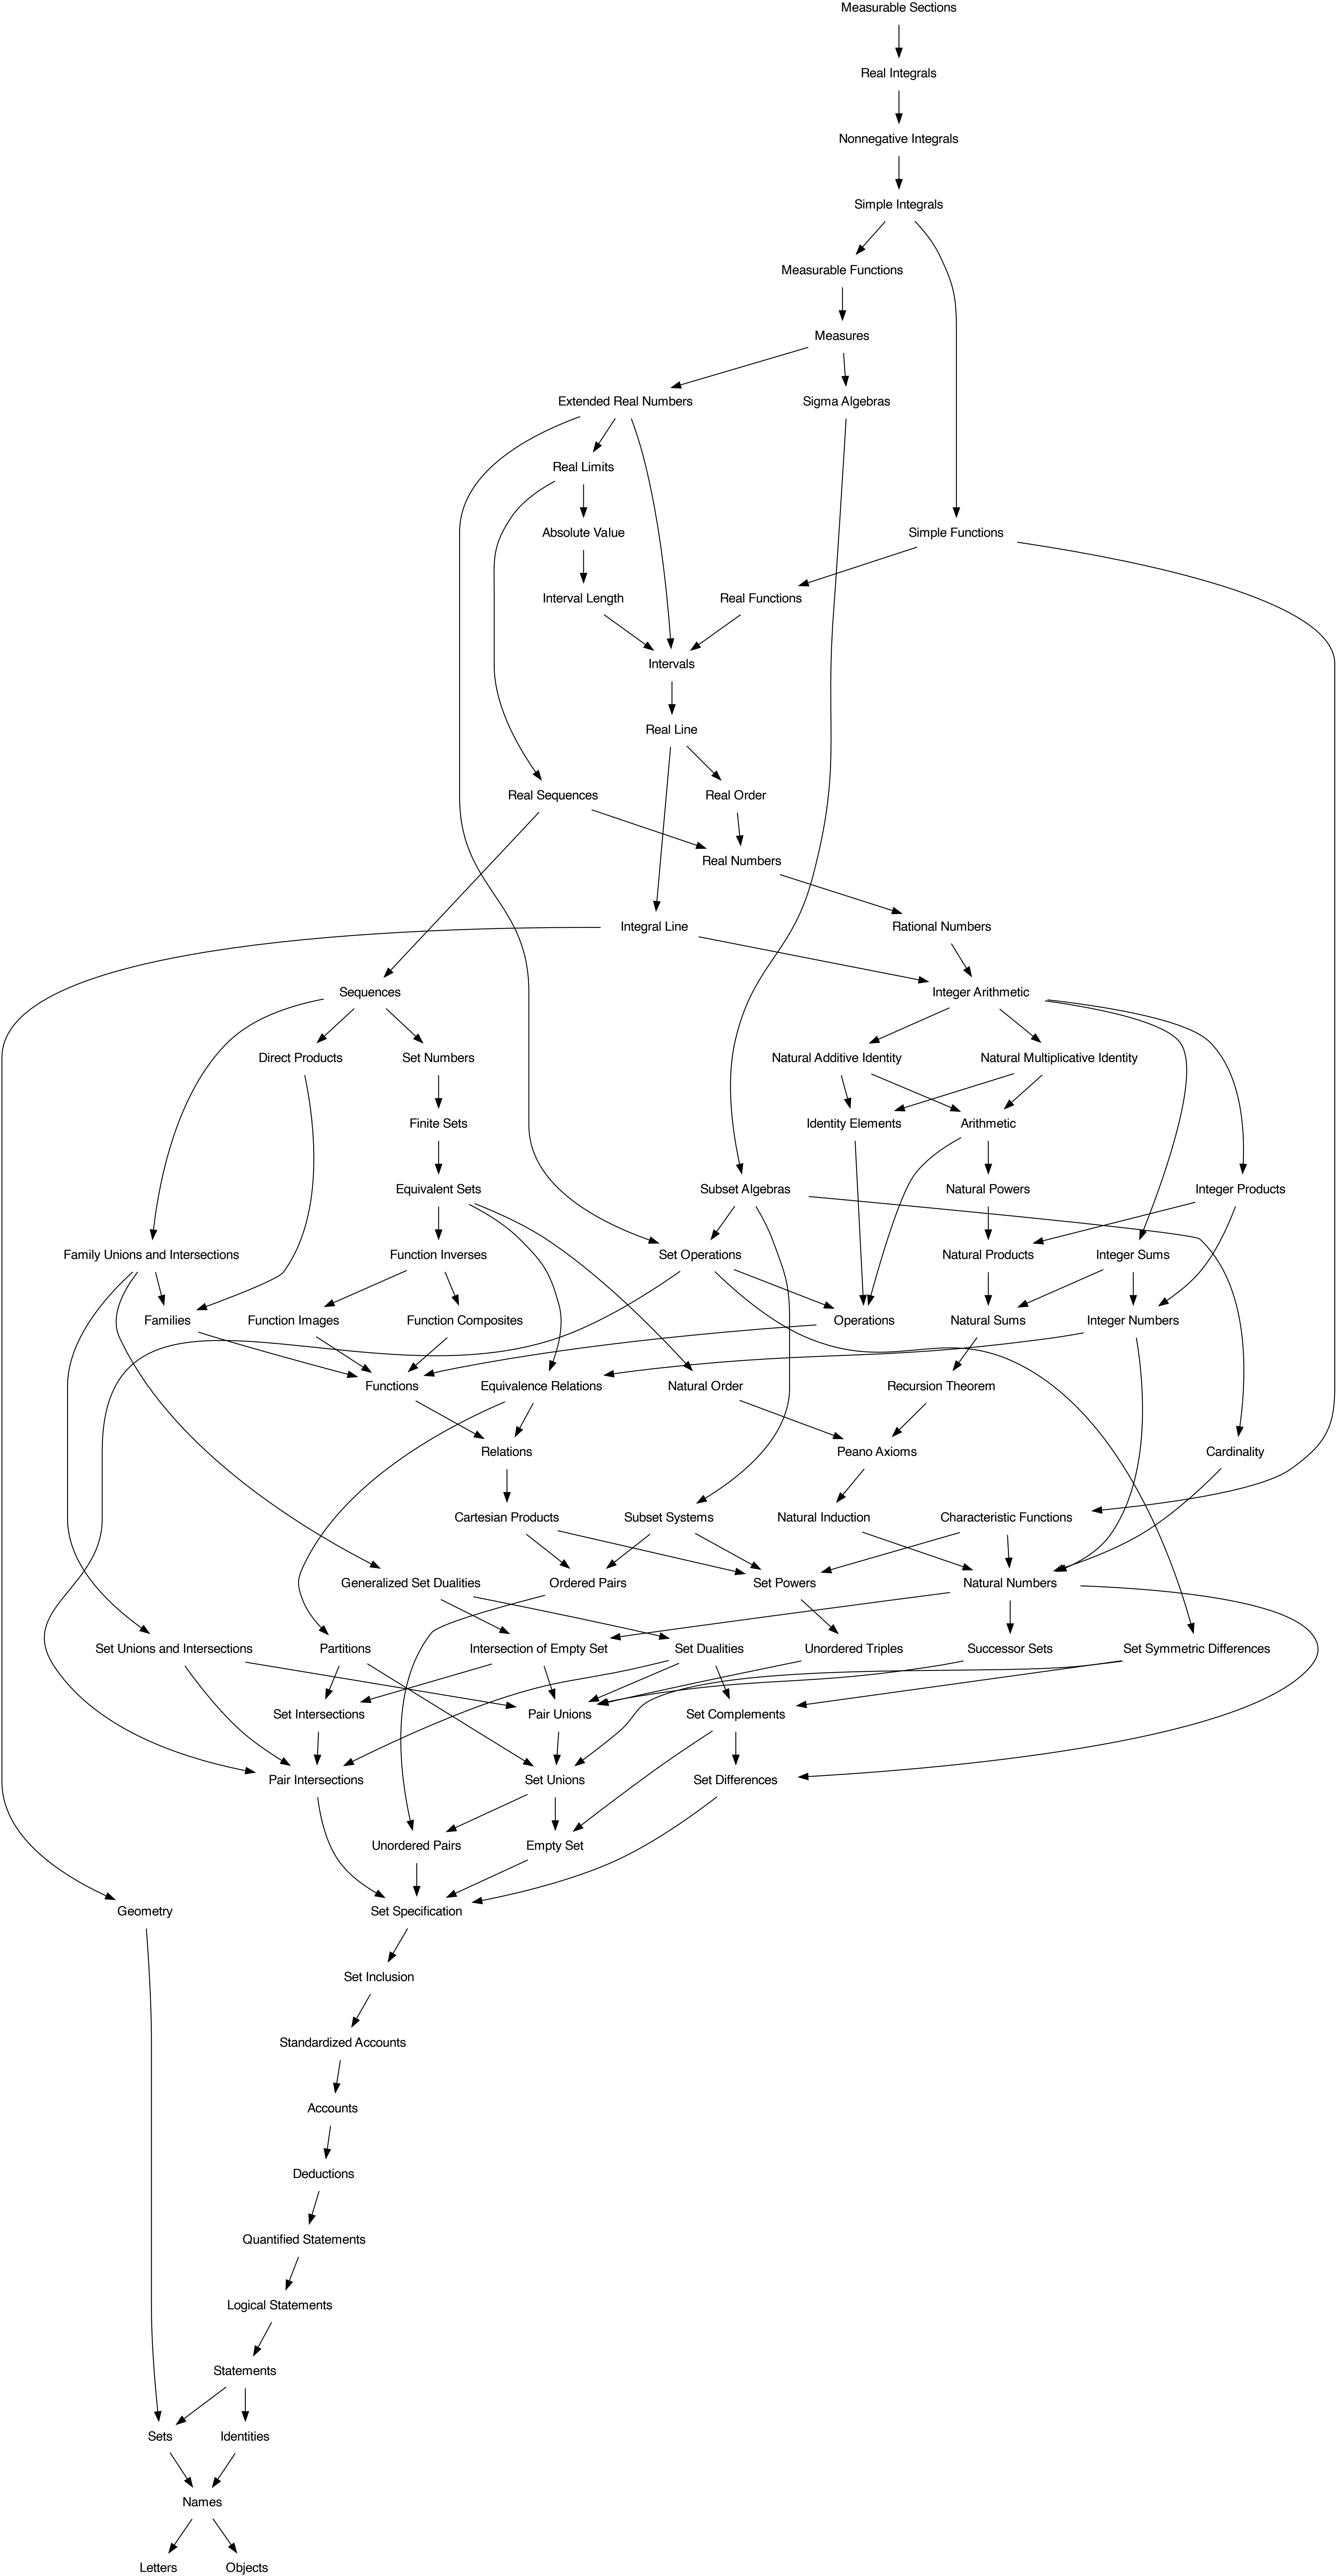 Measurable Sections
Real Integrals
Nonnegative Integrals
Simple Integrals
Measurable Functions
Measures
Extended Real Numbers
Sigma Algebras
Real Limits
Absolute Value
Simple Functions
Interval Length
Real Functions
Intervals
Real Line
Real Sequences
Real Order
Real Numbers
Integral Line
Rational Numbers
Sequences
Integer Arithmetic
Direct Products
Set Numbers
Natural Additive Identity
Natural Multiplicative Identity
Finite Sets
Identity Elements
Arithmetic
Equivalent Sets
Subset Algebras
Natural Powers
Integer Products
Family Unions and Intersections
Function Inverses
Set Operations
Natural Products
Integer Sums
Families
Function Images
Function Composites
Operations
Natural Sums
Integer Numbers
Functions
Equivalence Relations
Natural Order
Recursion Theorem
Relations
Peano Axioms
Cardinality
Cartesian Products
Subset Systems
Natural Induction
Characteristic Functions
Generalized Set Dualities
Ordered Pairs
Set Powers
Natural Numbers
Set Unions and Intersections
Partitions
Intersection of Empty Set
Set Dualities
Unordered Triples
Successor Sets
Set Symmetric Differences
Set Intersections
Pair Unions
Set Complements
Pair Intersections
Set Unions
Set Differences
Unordered Pairs
Empty Set
Geometry
Set Specification
Set Inclusion
Standardized Accounts
Accounts
Deductions
Quantified Statements
Logical Statements
Statements
Sets
Identities
Names
Letters
Objects